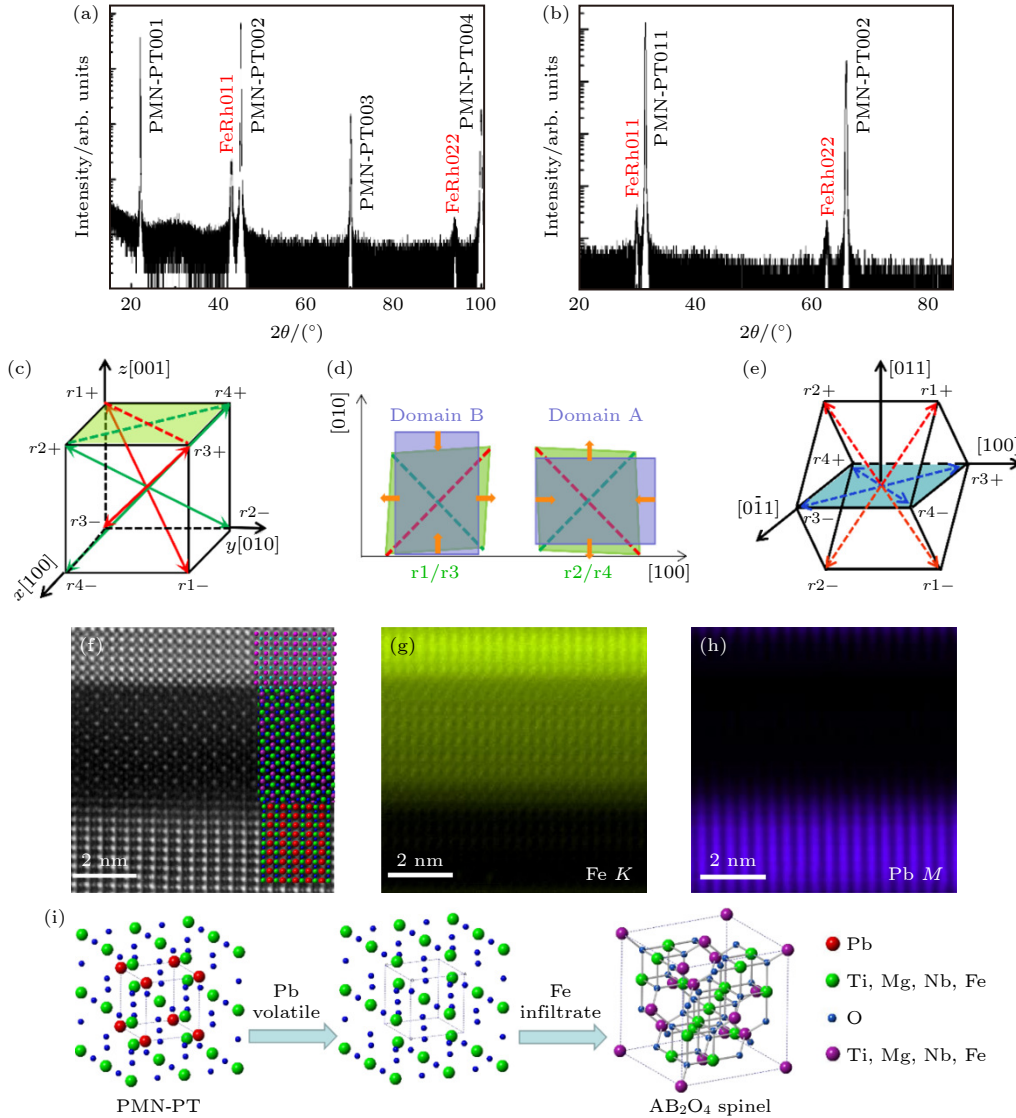 (a)
Intensity/arb. units
PMN-PT001
FeRh011
PMN-PT002
PMN-PT003
FeRh022
PMN-PT004
20
40
60
80
100
2θ/(°)
(b)
Intensity/arb. units
FeRh011
PMN-PT011
FeRh022
PMN-PT002
20
40
60
80
2θ/(°)
(c)
z[001]
r1+
r4+
r2+
r3+
r3-
r2-
y[010]
x[100]
r4-
r1-
(d)
[010]
Domain B
Domain A
r1/r3
r2/r4
[100]
(e)
[011]
r2+
r1+
r4+
[100]
r3+
[01̄1]
r3-
r4-
r2-
r1-
(f)
2 nm
(g)
2 nm
Fe K
(h)
2 nm
Pb M
(i)
Pb
volatile
Fe
infiltrate
PMN-PT
AB₂O₄ spinel
Pb
Ti, Mg, Nb, Fe
O
Ti, Mg, Nb, Fe